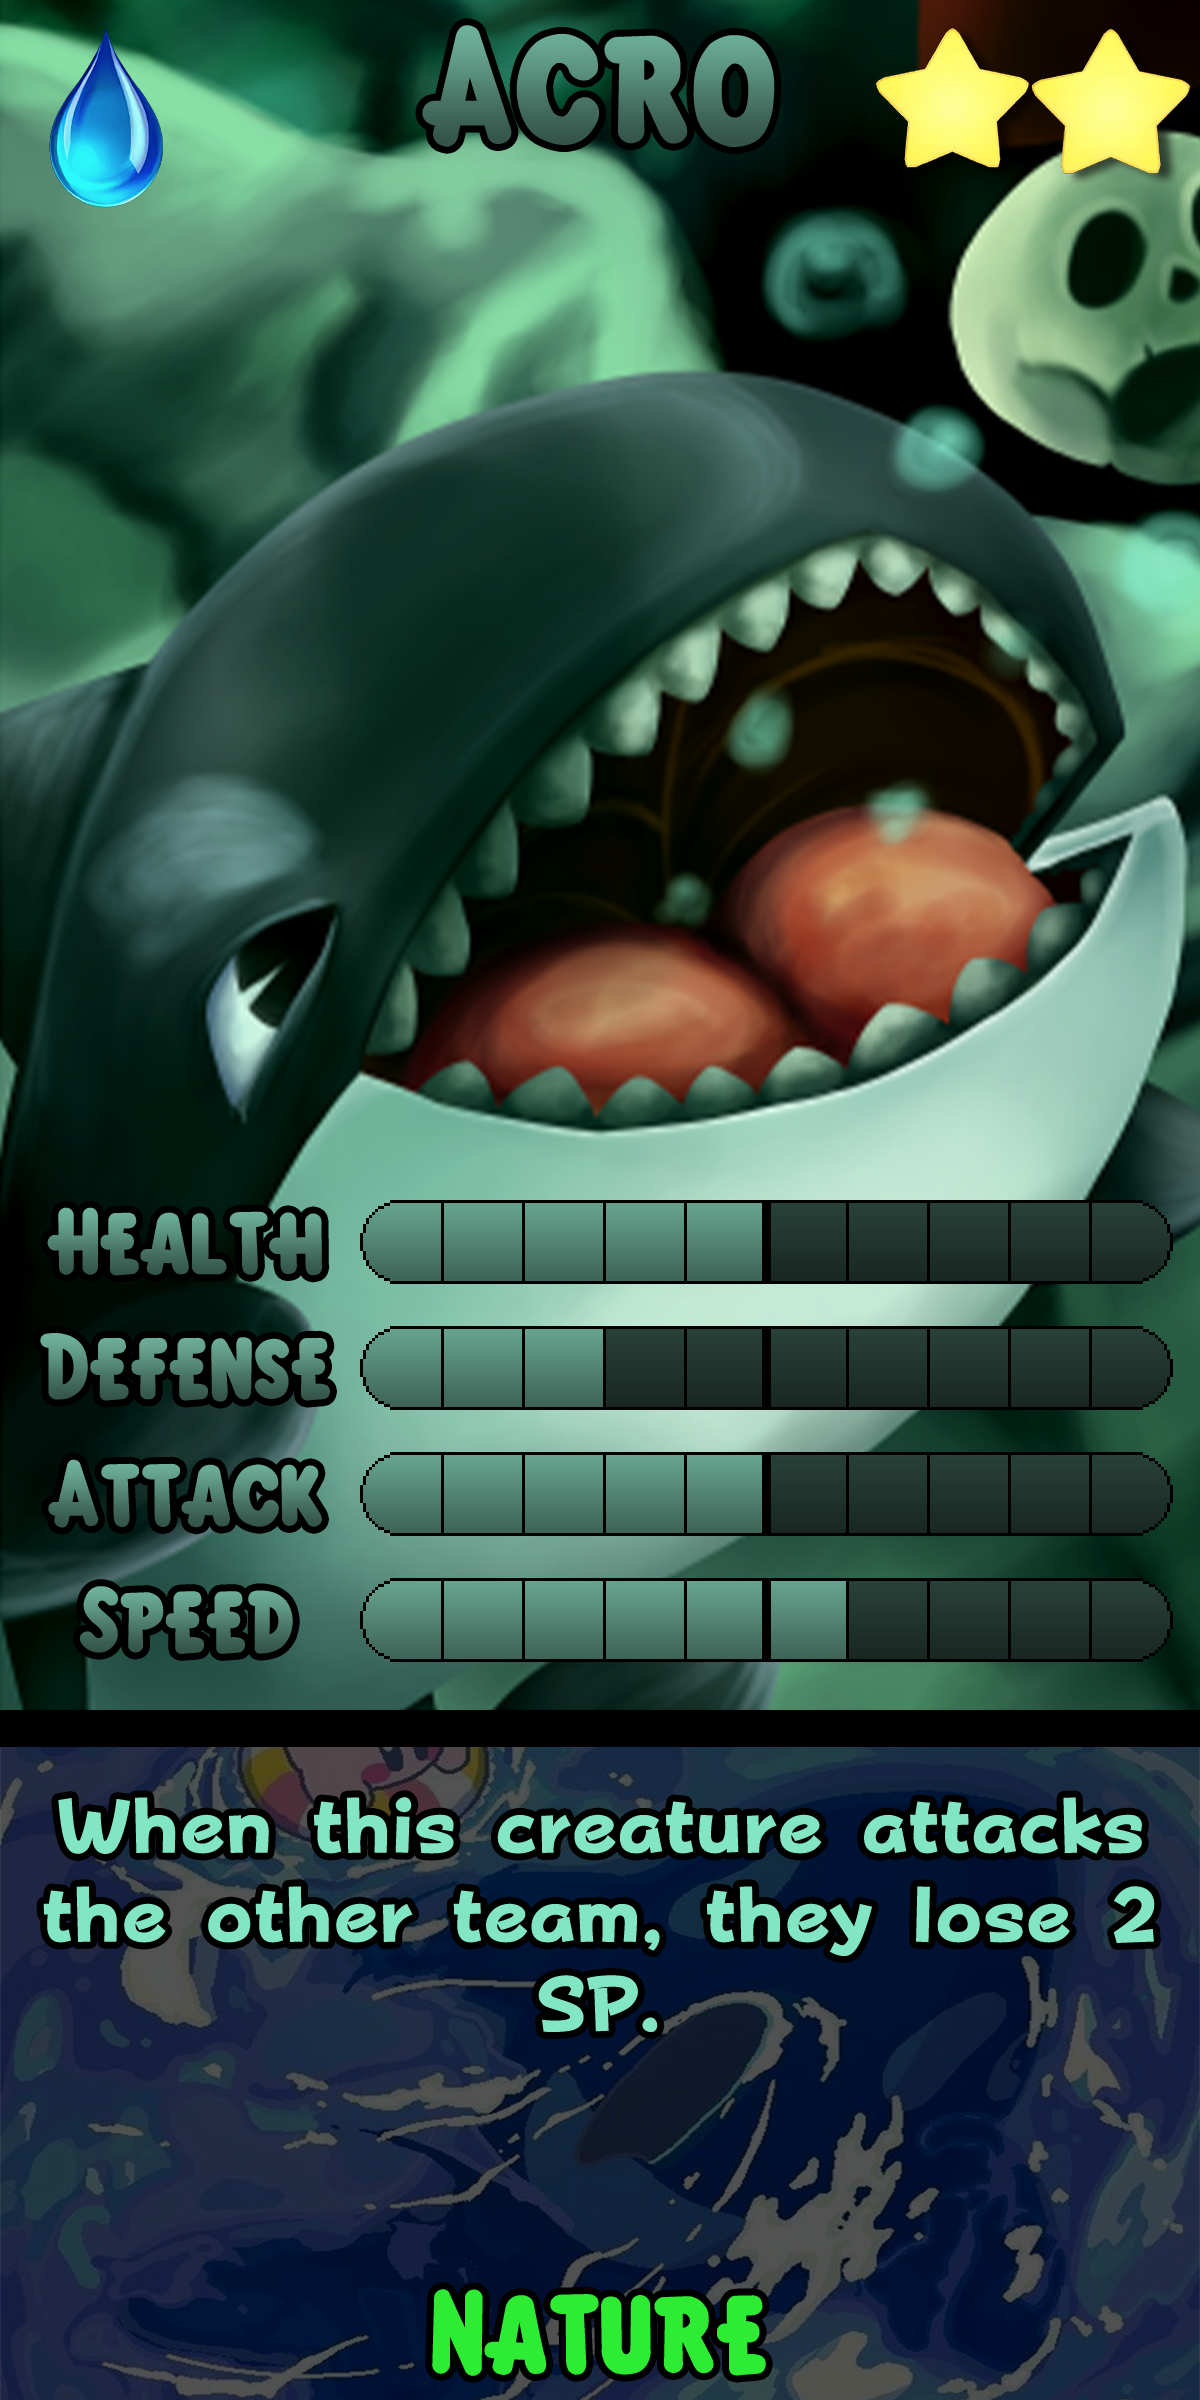 ACRO
HEALTH
DEFENSE
ATTACK
SPEED
When this creature attacks
the other team, they lose 2
SP.
NATURE